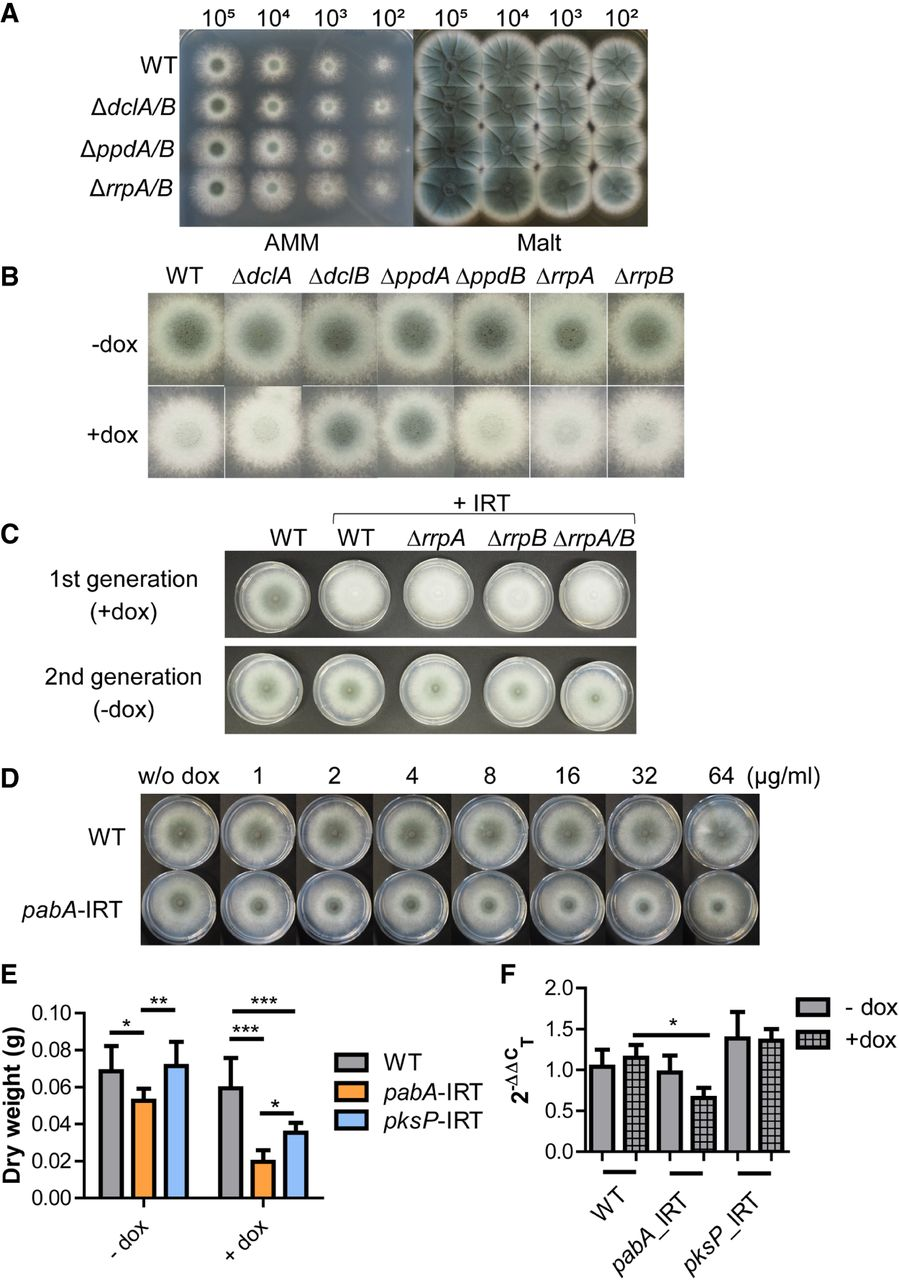 A
10⁵ 10⁴ 10³ 10² 10⁵ 10⁴ 10³ 10²
WT
ΔdclA/B
ΔppdA/B
ΔrrpA/B
AMM Malt
B
WT ΔdclA ΔdclB ΔppdA ΔppdB ΔrrpA ΔrrpB
-dox
+dox
C
+ IRT
WT WT ΔrrpA ΔrrpB ΔrrpA/B
1st generation
(+dox)
2nd generation
(-dox)
D
w/o dox 1 2 4 8 16 32 64 (µg/ml)
WT
pabA-IRT
E
Dry weight (g)
0.10
0.08
0.06
0.04
0.02
0.00
* ** *** *** *
- dox + dox
WT
pabA-IRT
pksP-IRT
F
2-ΔΔCT
2.0
1.5
1.0
0.5
0.0
*
WT pabA_IRT pksP_IRT
- dox
+dox